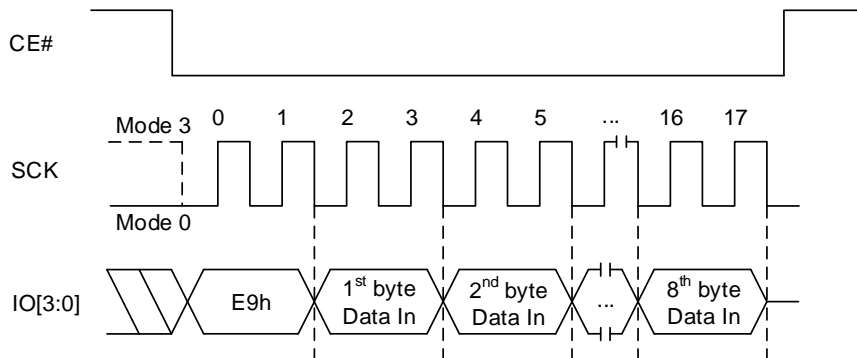 CE#
0 1 2 3 4 5 ... 16 17
Mode 3
SCK
Mode 0
IO[3:0]
E9h
1st byte
Data In
2nd byte
Data In
...
8th byte
Data In